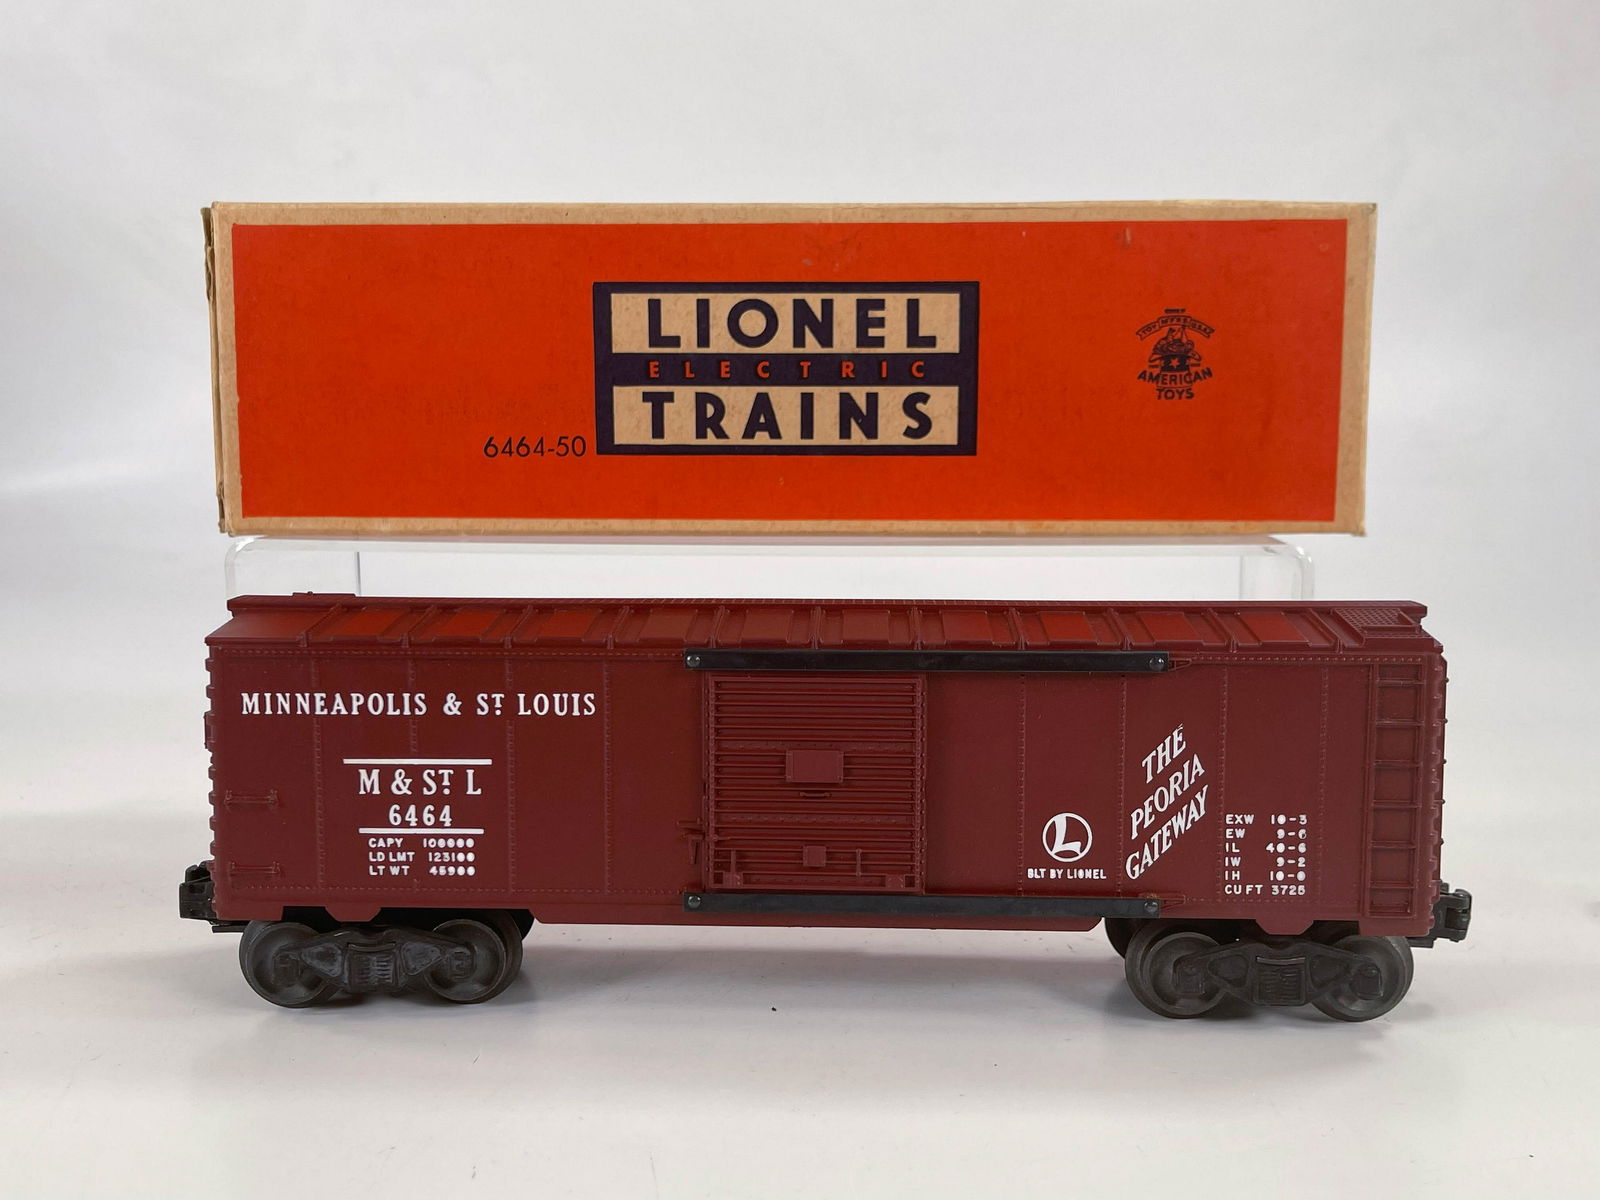 LIONEL
ELECTRIC
TRAINS
6464-50
AMERICAN
TOYS
MINNEAPOLIS & ST LOUIS
M & ST L
6464
CAPY 100000
LD LMT 123100
LT WT 45900
L
BLT BY LIONEL
THE
PEORIA
GATEWAY
EXW 10-3
EW 9-6
IL 40-6
IW 9-2
IH 10-0
CU FT 3725